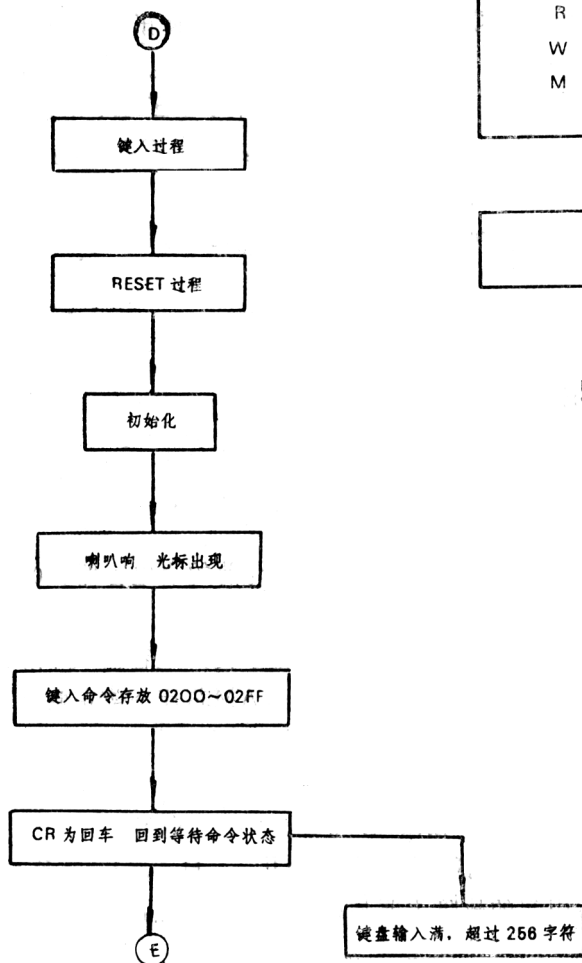 D
键入过程
RESET 过程
初始化
喇叭响 光标出现
键入命令存放 0200~02FF
CR 为回车 回到等待命令状态
E
键盘输入满，超过 256 字符
R
W
M